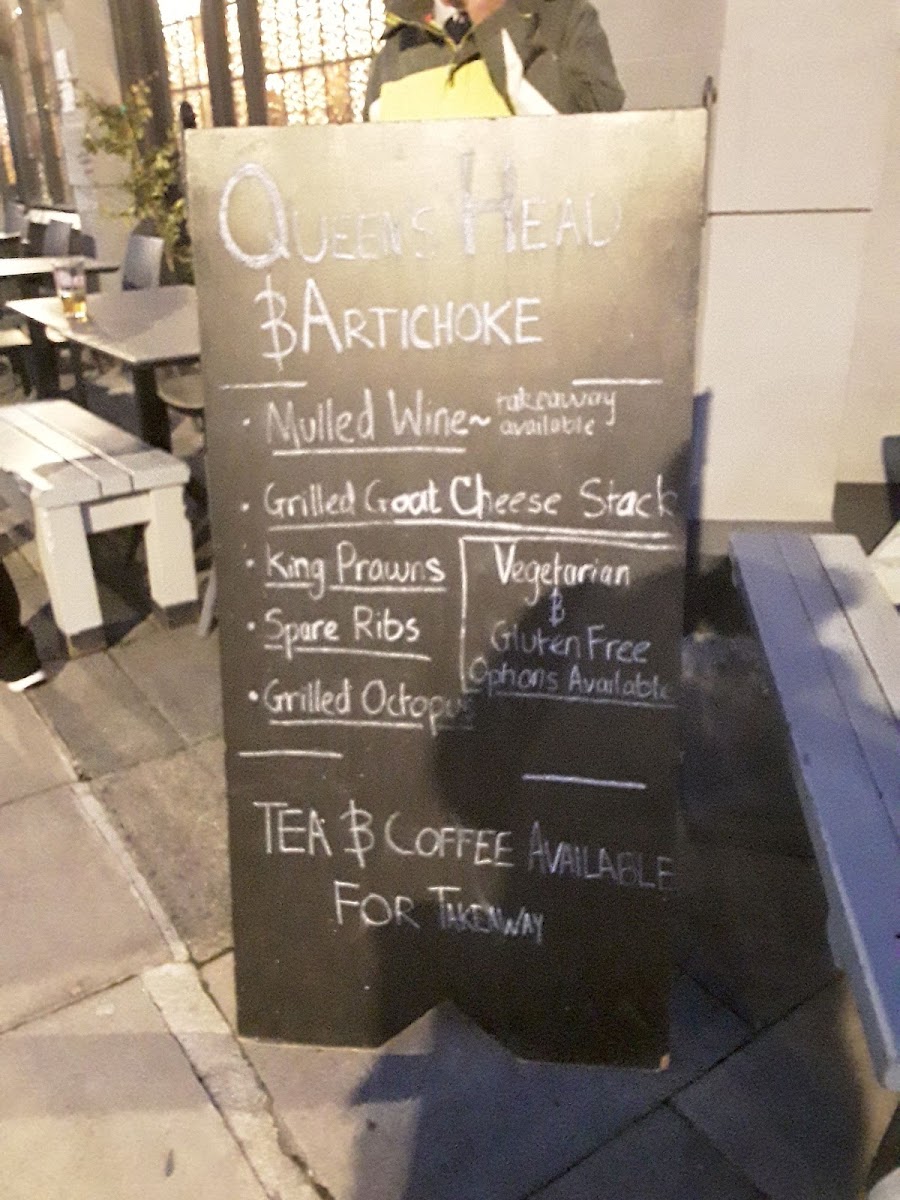 QUEENS HEAD
& ARTICHOKE
• Mulled Wine ~ takeaway available
• Grilled Goat Cheese Stack
• King Prawns
• Spare Ribs
• Grilled Octopus
Vegetarian
&
Gluten Free
Options Available
TEA & COFFEE AVAILABLE
FOR TAKEAWAY